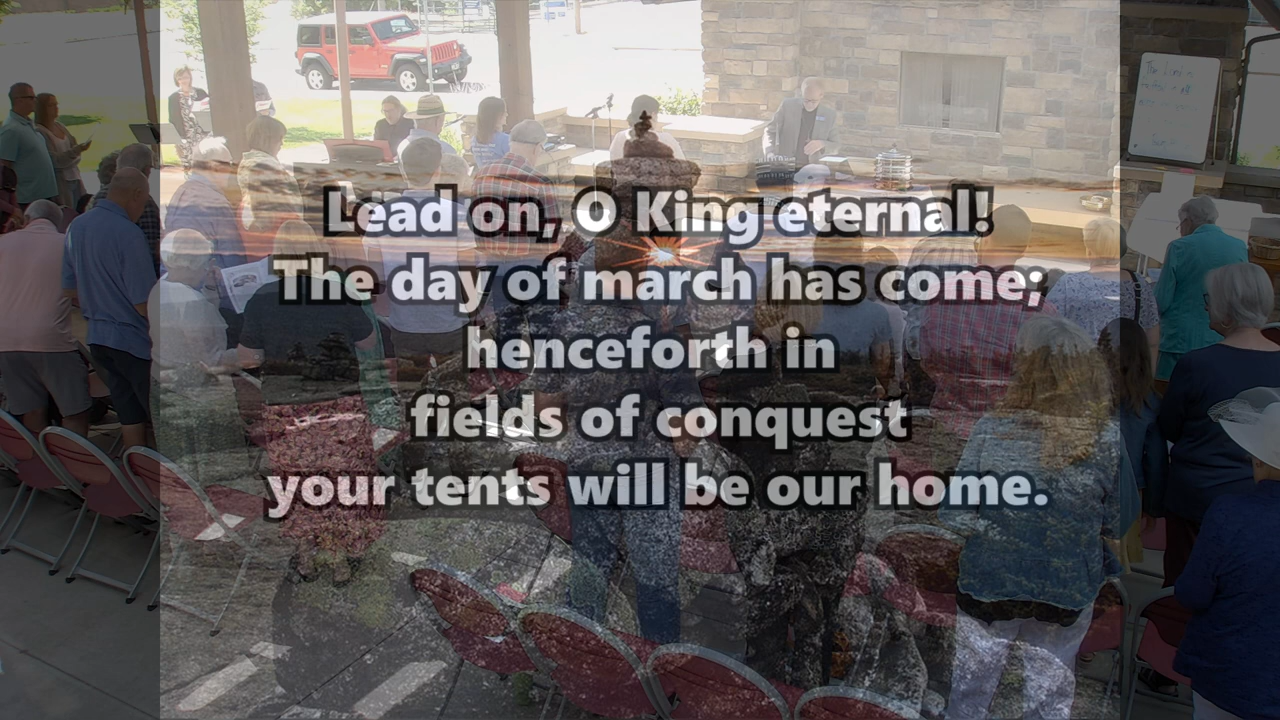 Lead on, O King eternal!
The day of march has come;
henceforth in
fields of conquest
your tents will be our home.